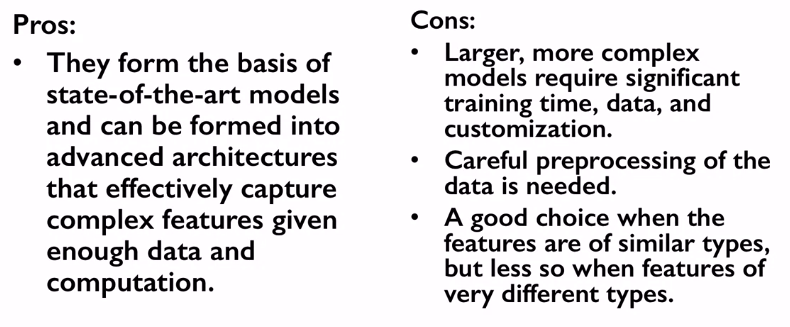 Pros:
• They form the basis of
state-of-the-art models
and can be formed into
advanced architectures
that effectively capture
complex features given
enough data and
computation.
Cons:
• Larger, more complex
models require significant
training time, data, and
customization.
• Careful preprocessing of the
data is needed.
• A good choice when the
features are of similar types,
but less so when features of
very different types.